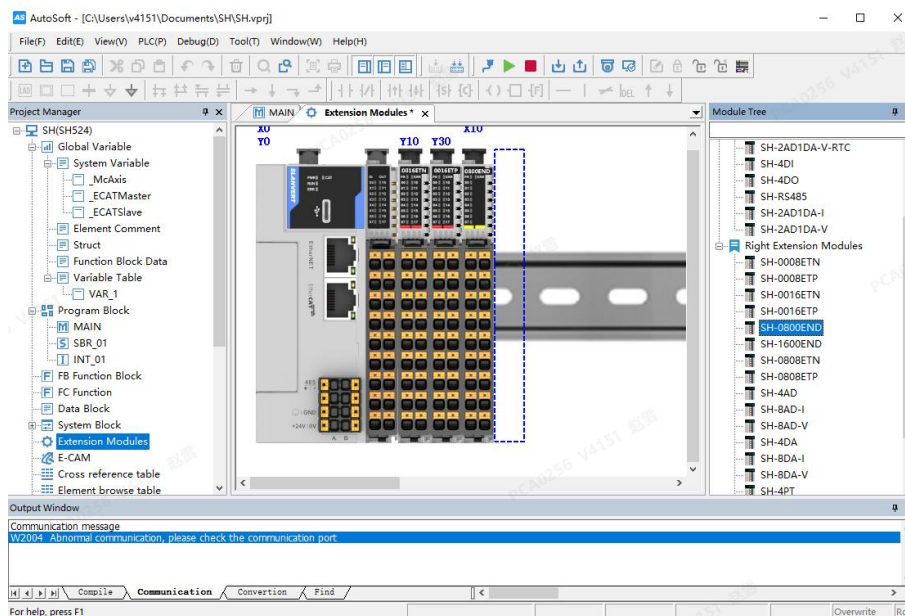 AutoSoft - [C:\Users\v4151\Documents\SH\SH.vprj]
File(F) Edit(E) View(V) PLC(P) Debug(D) Tool(T) Window(W) Help(H)
Project Manager
SH(SH524)
Global Variable
System Variable
_McAxis
_ECATMaster
_ECATSlave
Element Comment
Struct
Function Block Data
Variable Table
VAR_1
Program Block
MAIN
SBR_01
INT_01
FB Function Block
FC Function
Data Block
System Block
Extension Modules
E-CAM
Cross reference table
Element browse table
MAIN
Extension Modules *
X0
Y0 Y10 Y30 X10
0016ETN 0016ETP 0800END
EtherNET
EtherCAT
485
GND
+24V 0V
A B
Module Tree
SH-2AD1DA-V-RTC
SH-4DI
SH-4DO
SH-RS485
SH-2AD1DA-I
SH-2AD1DA-V
Right Extension Modules
SH-0008ETN
SH-0008ETP
SH-0016ETN
SH-0016ETP
SH-0800END
SH-1600END
SH-0808ETN
SH-0808ETP
SH-4AD
SH-8AD-I
SH-8AD-V
SH-4DA
SH-8DA-I
SH-8DA-V
SH-4PT
Output Window
Communication message
W2004 Abnormal communication, please check the communication port
Compile Communication Convertion Find
For help, press F1
Overwrite